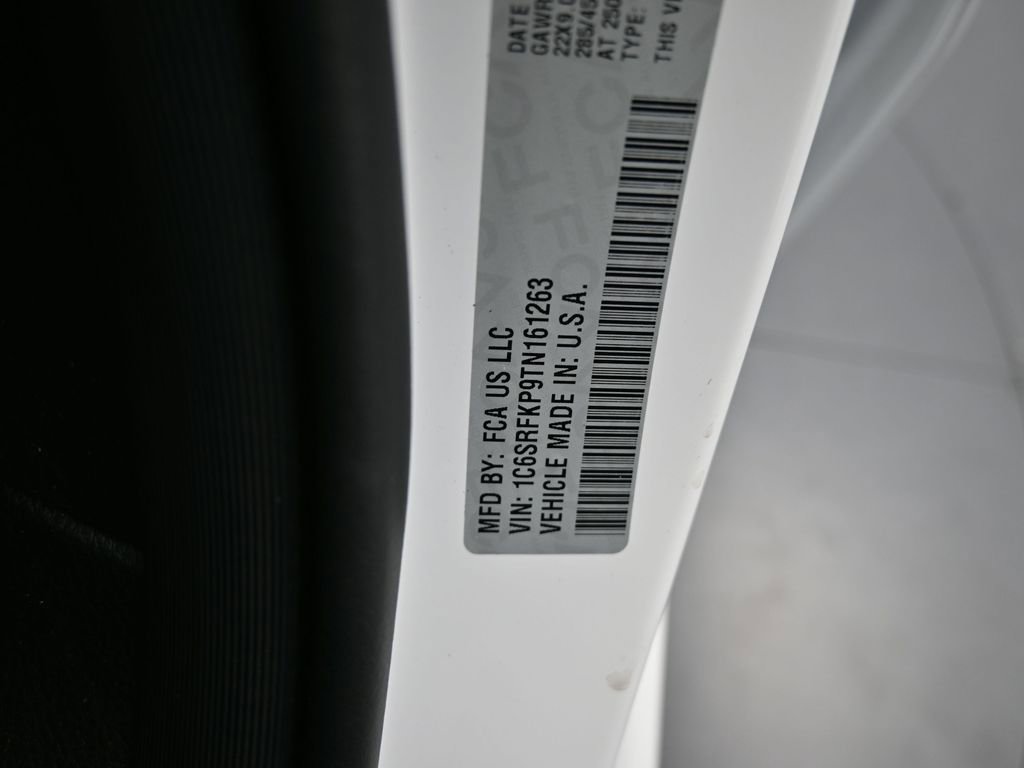 MFD BY: FCA US LLC
VIN: 1C6SRFKP9TN161263
VEHICLE MADE IN: U.S.A.
DATE
GAWR
22X9.0
285/45
AT 250
TYPE:
THIS VE